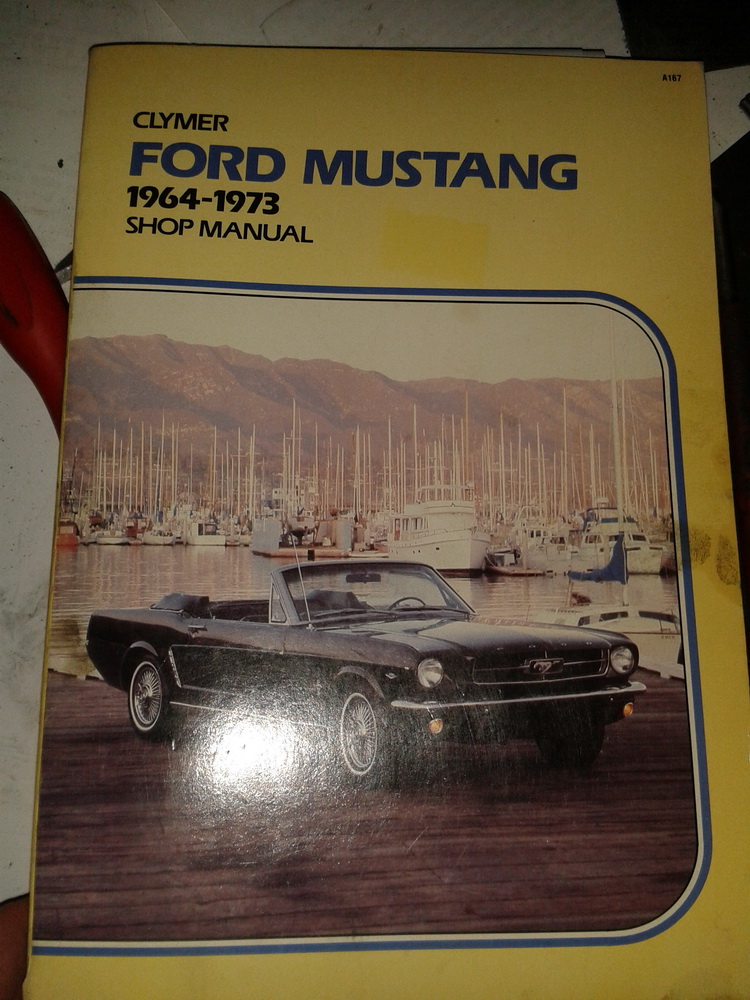 A167
CLYMER
FORD MUSTANG
1964-1973
SHOP MANUAL